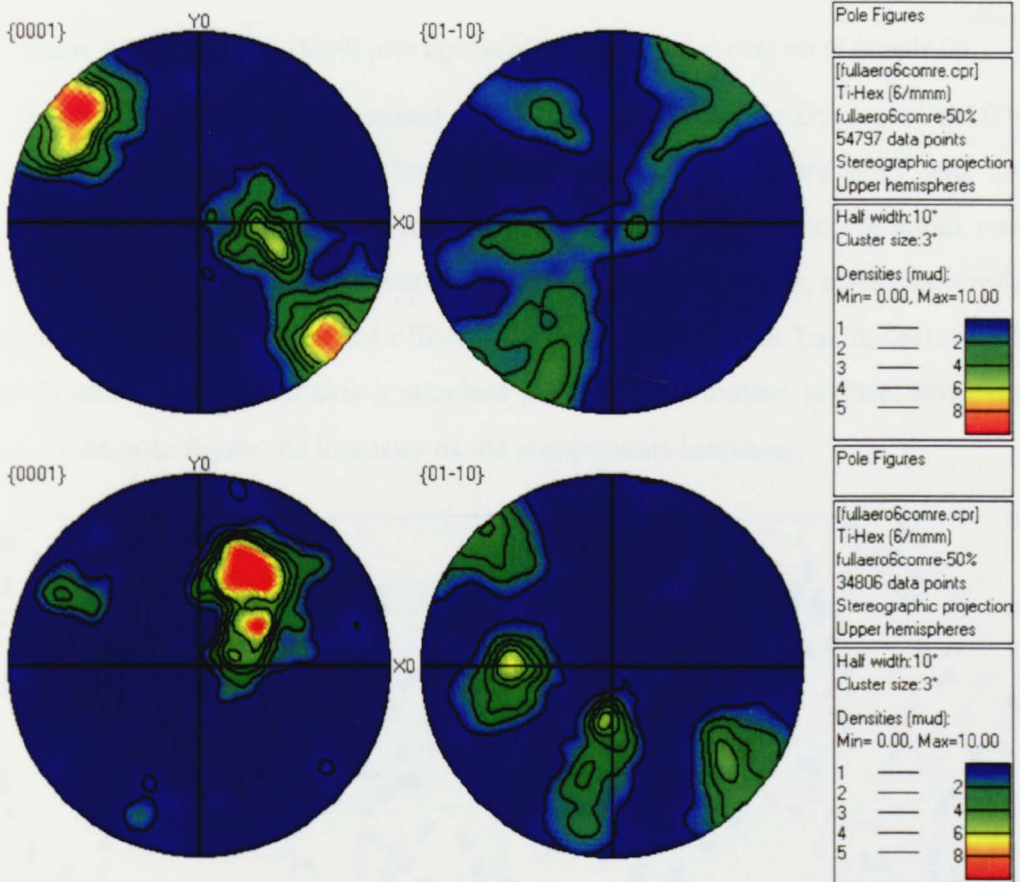 {0001}
Y0
X0
{01-10}
Pole Figures
[fullaero6comre.cpr]
Ti-Hex (6/mmm)
fullaero6comre-50%
54797 data points
Stereographic projection
Upper hemispheres
Half width:10°
Cluster size:3°
Densities (mud):
Min= 0.00, Max=10.00
1
2
3
4
5
2
4
6
8
{0001}
Y0
X0
{01-10}
Pole Figures
[fullaero6comre.cpr]
Ti-Hex (6/mmm)
fullaero6comre-50%
34806 data points
Stereographic projection
Upper hemispheres
Half width:10°
Cluster size:3°
Densities (mud):
Min= 0.00, Max=10.00
1
2
3
4
5
2
4
6
8